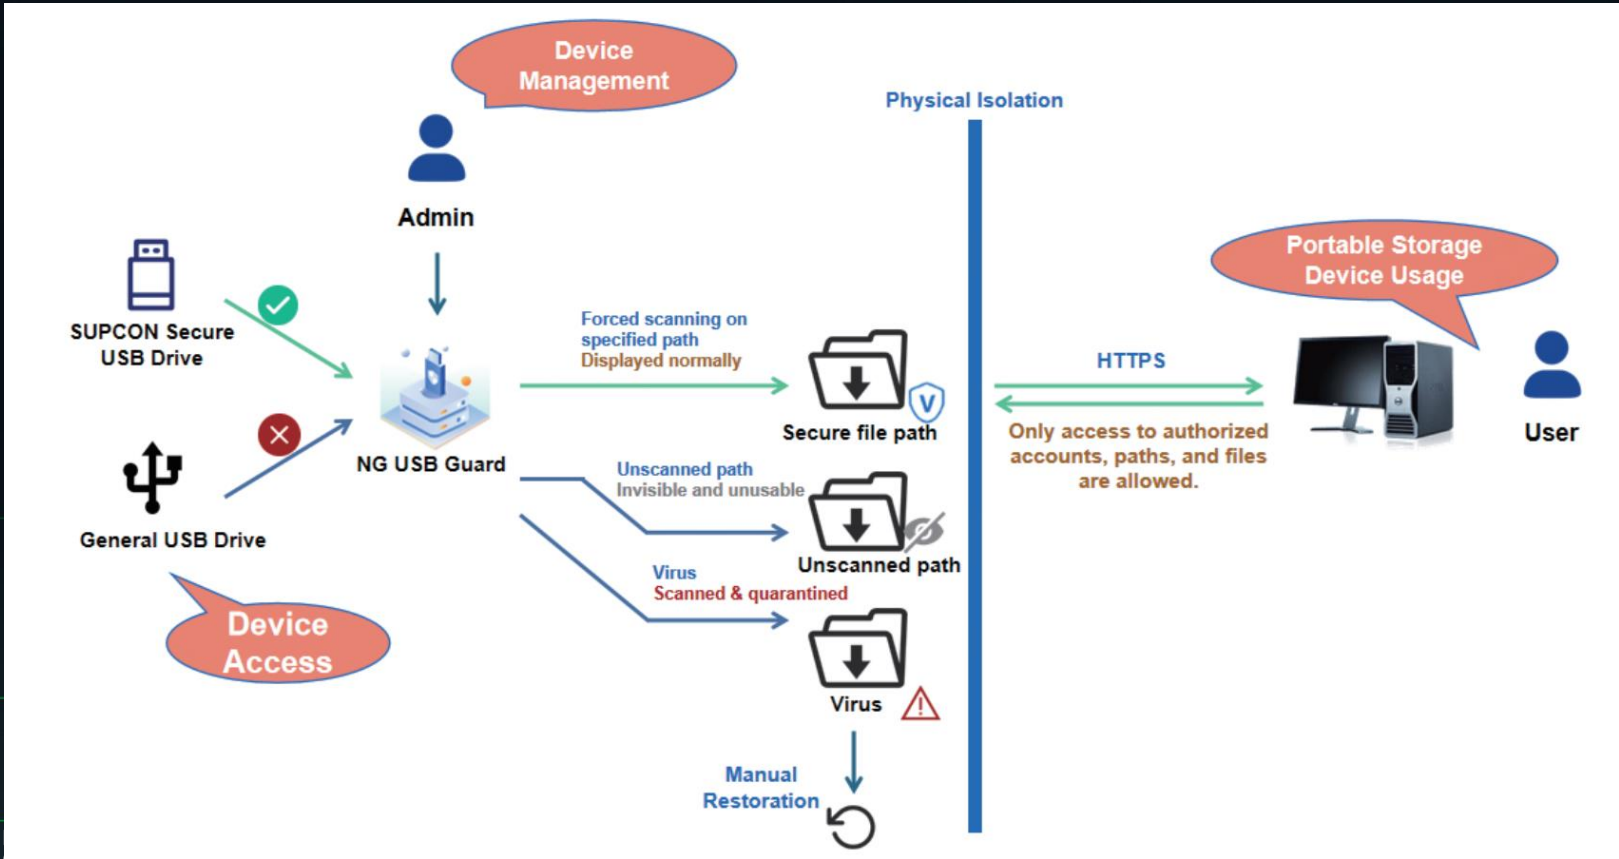 Device
Management
Physical Isolation
Admin
Portable Storage
Device Usage
SUPCON Secure
USB Drive
Forced scanning on
specified path
Displayed normally
HTTPS
V
Secure file path
Only access to authorized
accounts, paths, and files
are allowed.
User
NG USB Guard
Unscanned path
Invisible and unusable
General USB Drive
Unscanned path
Virus
Scanned & quarantined
Device
Access
Virus
Manual
Restoration